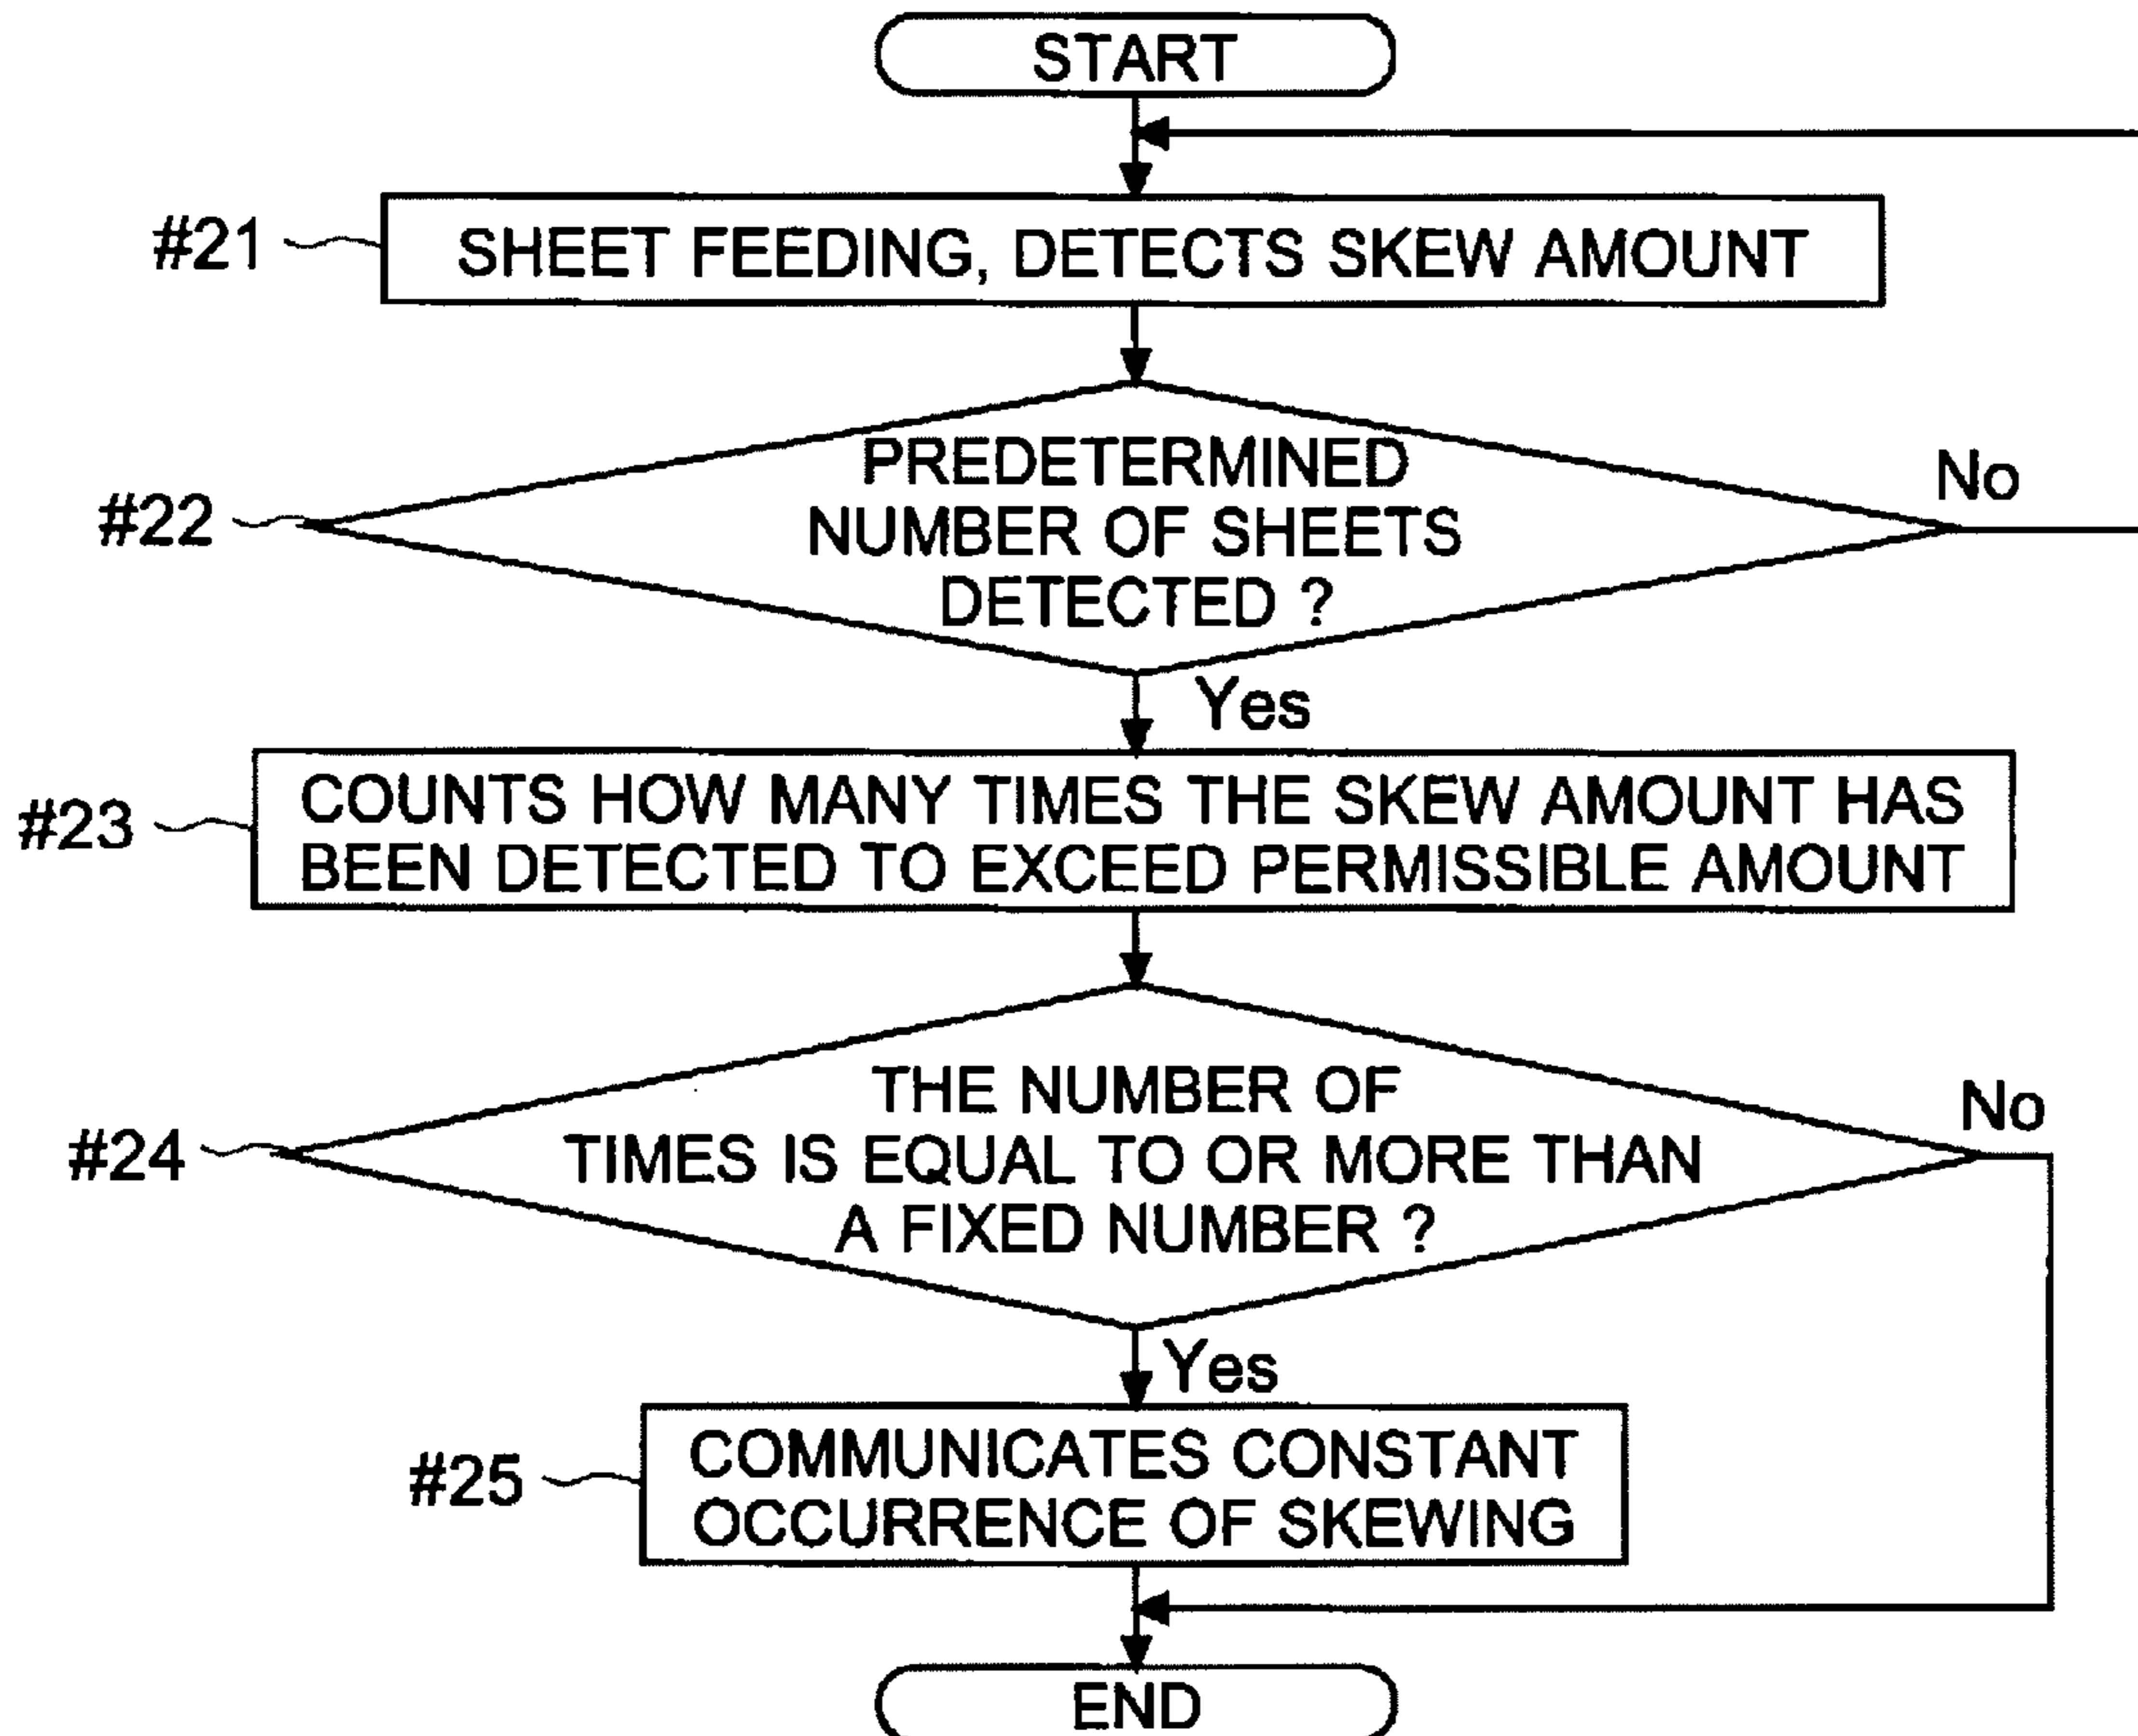 START
#21
SHEET FEEDING, DETECTS SKEW AMOUNT
#22
PREDETERMINED
NUMBER OF SHEETS
DETECTED ?
No
Yes
#23
COUNTS HOW MANY TIMES THE SKEW AMOUNT HAS
BEEN DETECTED TO EXCEED PERMISSIBLE AMOUNT
#24
THE NUMBER OF
TIMES IS EQUAL TO OR MORE THAN
A FIXED NUMBER ?
No
Yes
#25
COMMUNICATES CONSTANT
OCCURRENCE OF SKEWING
END